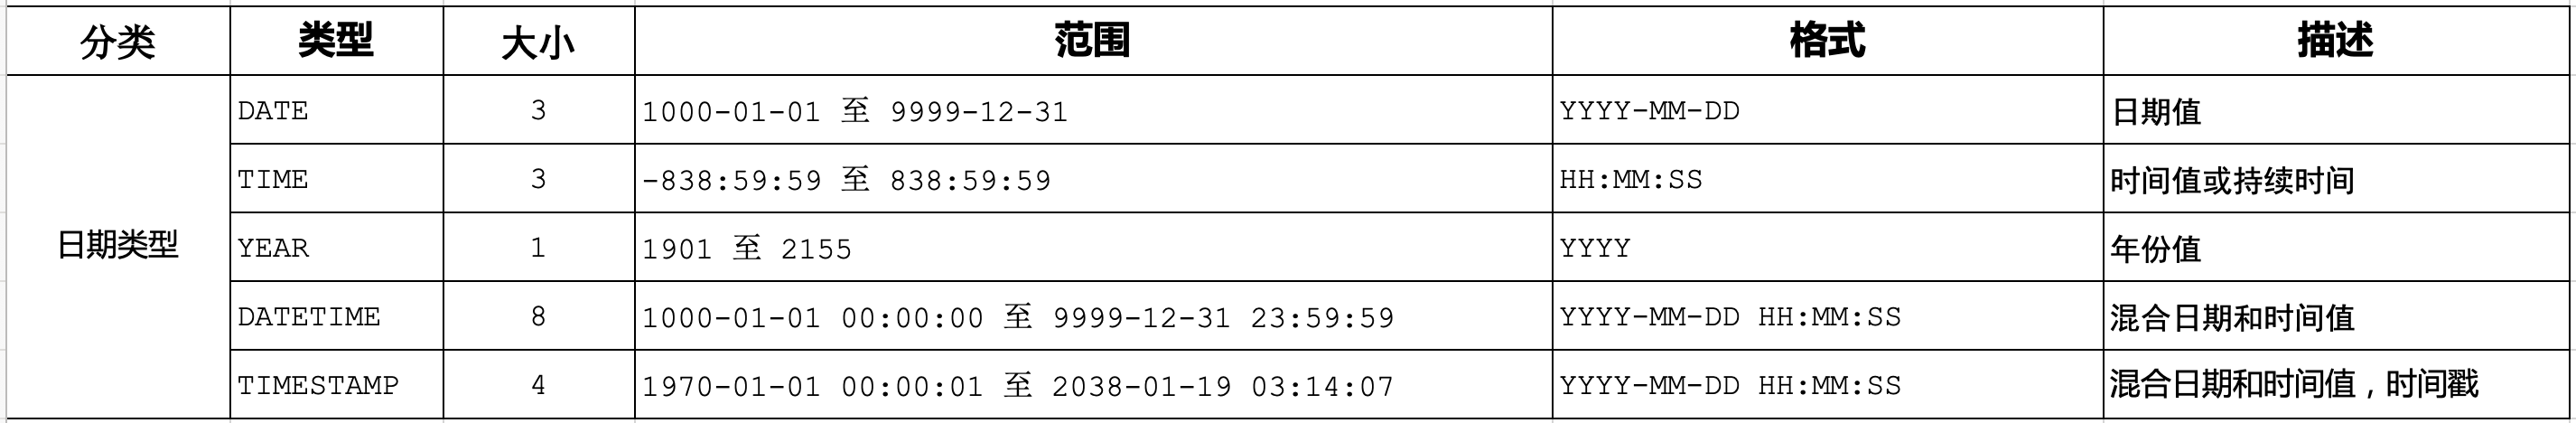 分类 类型 大小 范围 格式 描述
DATE 3 1000-01-01 至 9999-12-31 YYYY-MM-DD 日期值
TIME 3 -838:59:59 至 838:59:59 HH:MM:SS 时间值或持续时间
日期类型 YEAR 1 1901 至 2155 YYYY 年份值
DATETIME 8 1000-01-01 00:00:00 至 9999-12-31 23:59:59 YYYY-MM-DD HH:MM:SS 混合日期和时间值
TIMESTAMP 4 1970-01-01 00:00:01 至 2038-01-19 03:14:07 YYYY-MM-DD HH:MM:SS 混合日期和时间值，时间戳